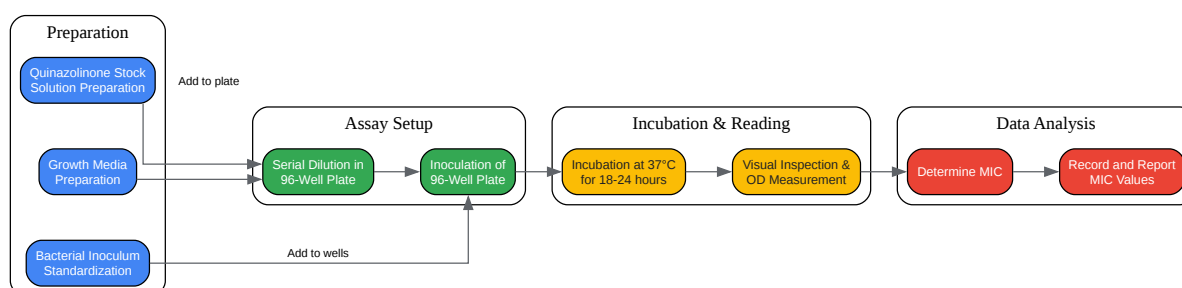 Preparation
Quinazolinone Stock
Solution Preparation
Add to plate
Growth Media
Preparation
Bacterial Inoculum
Standardization
Add to wells
Assay Setup
Serial Dilution in
96-Well Plate
Inoculation of
96-Well Plate
Incubation & Reading
Incubation at 37°C
for 18-24 hours
Visual Inspection &
OD Measurement
Data Analysis
Determine MIC
Record and Report
MIC Values